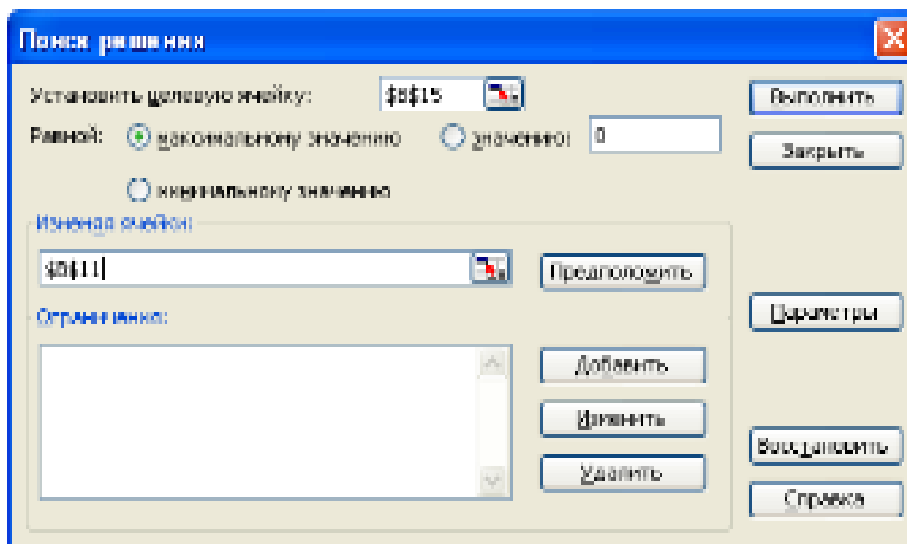 Поиск решения
Установить целевую ячейку: $B$15
Выполнить
Равной: максимальному значению значению: 0
Закрыть
минимальному значению
Изменяя ячейки:
$B$11
Предположить
Ограничения:
Параметры
Добавить
Изменить
Удалить
Восстановить
Справка